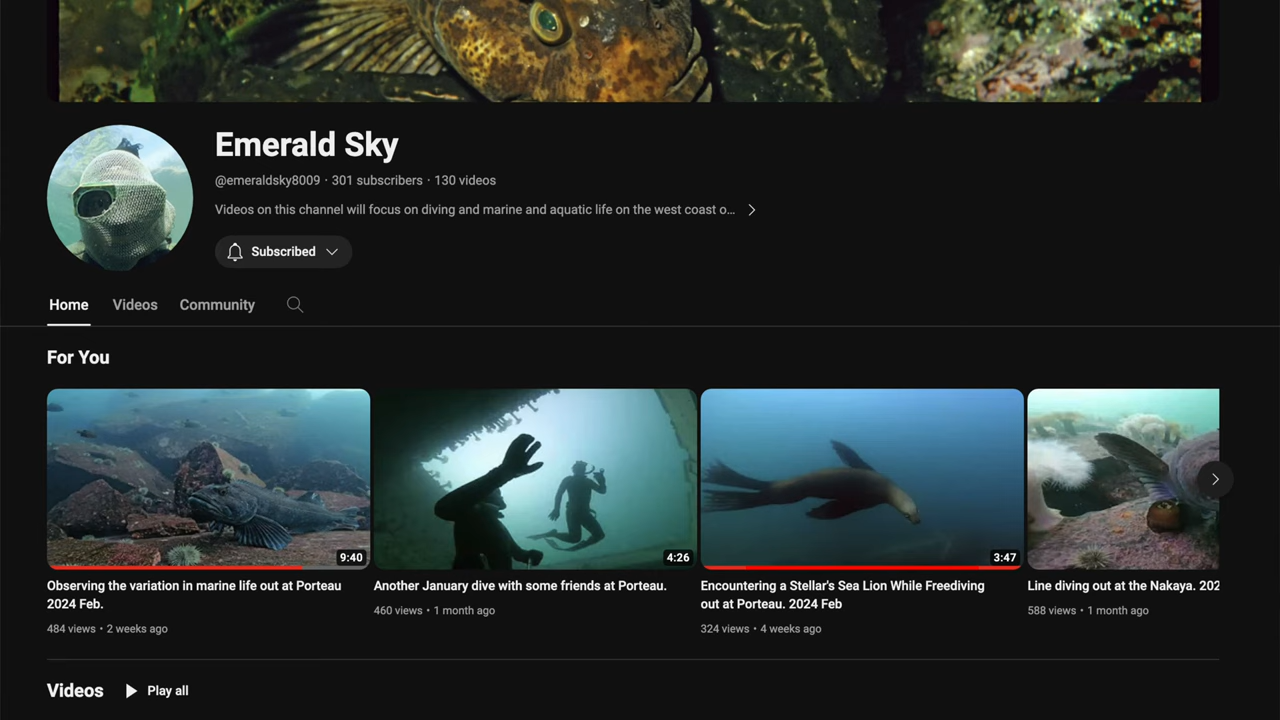 Emerald Sky
@emeraldsky8009 · 301 subscribers · 130 videos
Videos on this channel will focus on diving and marine and aquatic life on the west coast o...
Subscribed
Home Videos Community
For You
9:40
4:26
3:47
Observing the variation in marine life out at Porteau
2024 Feb.
484 views • 2 weeks ago
Another January dive with some friends at Porteau.
460 views • 1 month ago
Encountering a Stellar's Sea Lion While Freediving
out at Porteau. 2024 Feb
324 views • 4 weeks ago
Line diving out at the Nakaya. 202
588 views • 1 month ago
Videos Play all